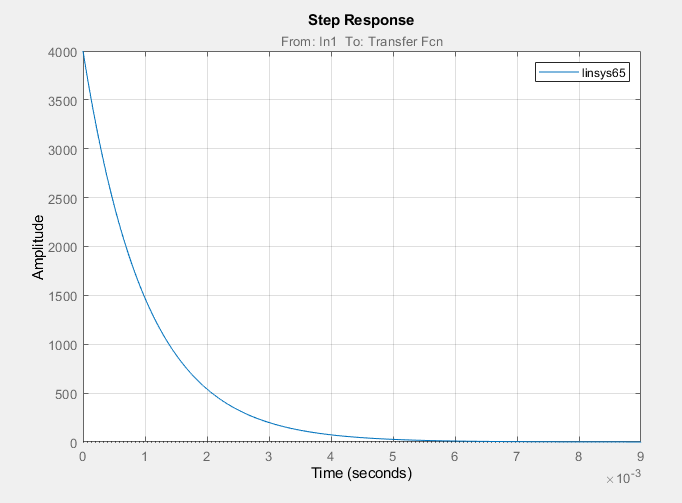 Step Response
From: In1 To: Transfer Fcn
linsys65
Amplitude
4000
3500
3000
2500
2000
1500
1000
500
0
0 1 2 3 4 5 6 7 8 9
Time (seconds)
×10⁻³